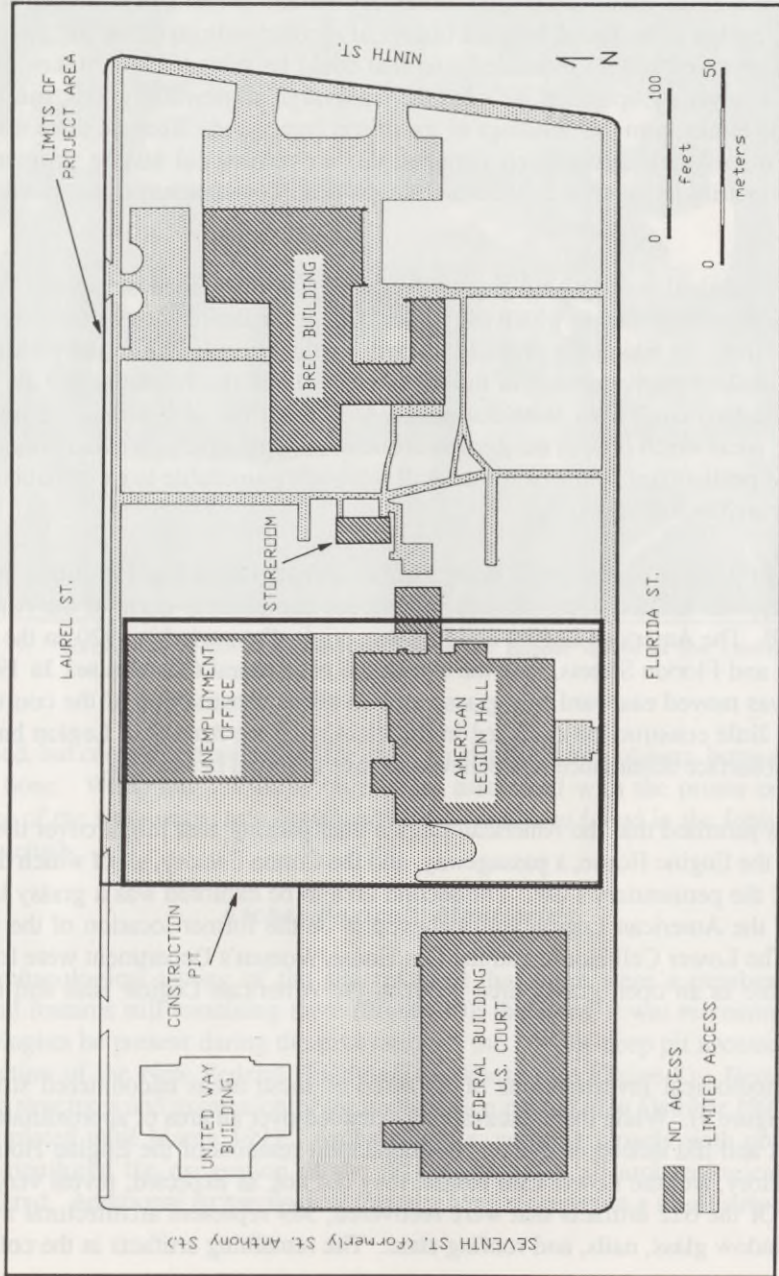 LIMITS OF
PROJECT AREA
LAUREL ST.
NINTH ST.
N
UNITED WAY
BUILDING
CONSTRUCTION
PIT
UNEMPLOYMENT
OFFICE
STOREROOM
BREC BUILDING
FEDERAL BUILDING
U.S. COURT
AMERICAN
LEGION HALL
SEVENTH ST. (Formerly St. Anthony St.)
FLORIDA ST.
NO ACCESS
LIMITED ACCESS
0 100
feet
0 50
meters